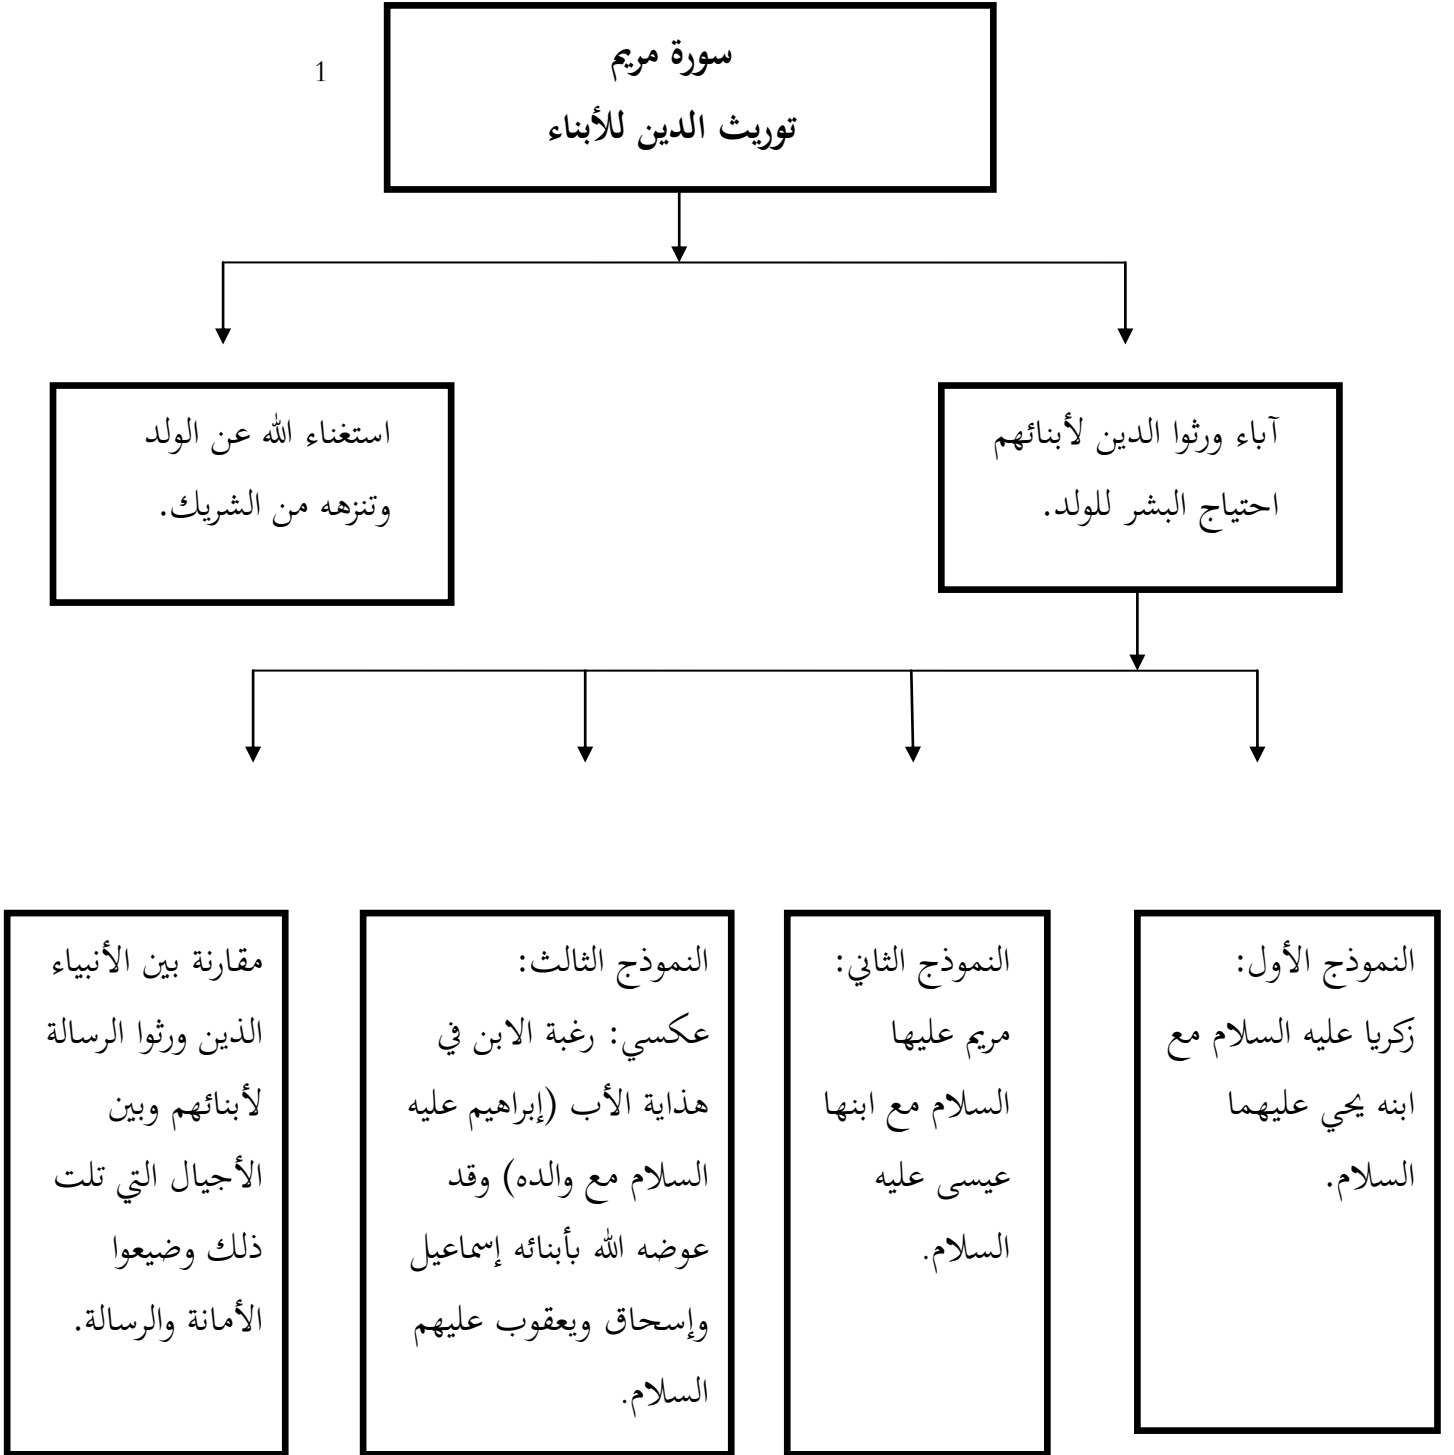 سورة مريم
توريث الدين للأبناء
1
آباء ورثوا الدين لأبنائهم
احتياج البشر للولد.
استغناء الله عن الولد
وتنزهه من الشريك.
النموذج الأول:
زكريا عليه السلام مع
ابنه يحي عليهما
السلام.
النموذج الثاني:
مريم عليها
السلام مع ابنها
عيسى عليه
السلام.
النموذج الثالث:
عكسي: رغبة الابن في
هذاية الأب (إبراهيم عليه
السلام مع والده) وقد
عوضه الله بأبنائه إسماعيل
وإسحاق ويعقوب عليهم
السلام.
مقارنة بين الأنبياء
الذين ورثوا الرسالة
لأبنائهم وبين
الأجيال التي تلت
ذلك وضيعوا
الأمانة والرسالة.